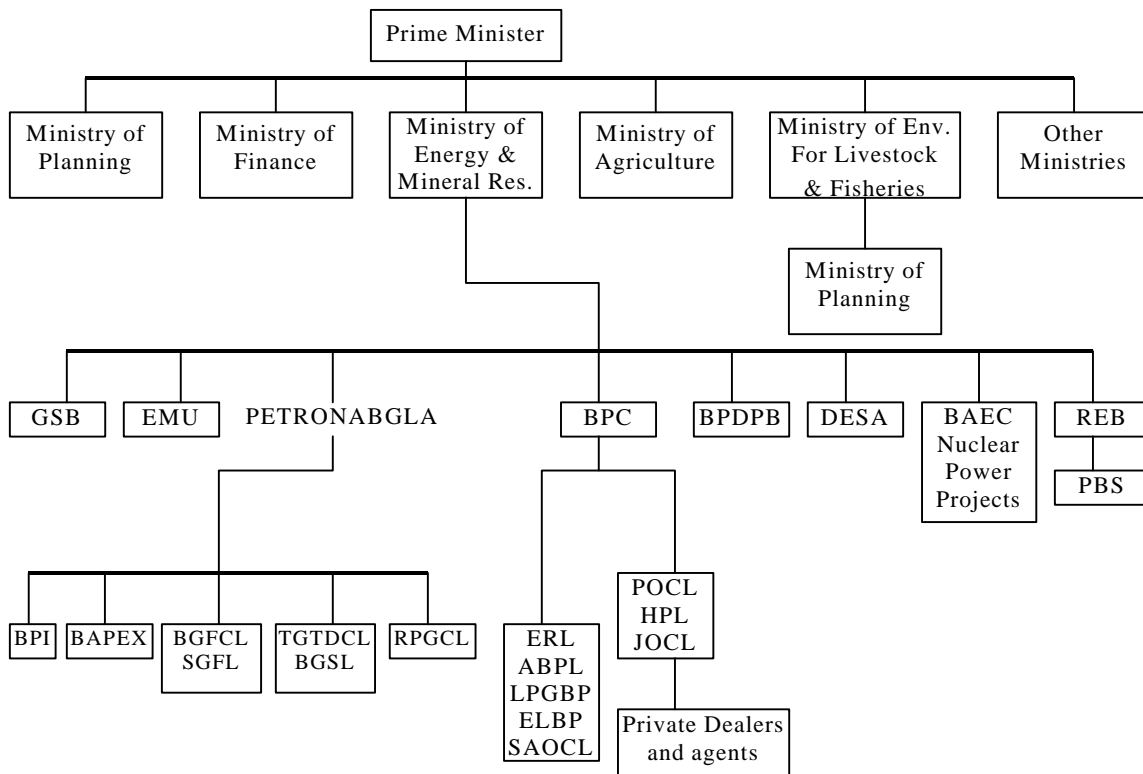 Prime Minister
Ministry of
Planning
Ministry of
Finance
Ministry of
Energy &
Mineral Res.
Ministry of
Agriculture
Ministry of Env.
For Livestock
& Fisheries
Other
Ministries
Ministry of
Planning
GSB
EMU
PETRONABGLA
BPC
BPDPB
DESA
BAEC
Nuclear
Power
Projects
REB
PBS
BPI
BAPEX
BGFCL
SGFL
TGTDCL
BGSL
RPGCL
ERL
ABPL
LPGBP
ELBP
SAOCL
POCL
HPL
JOCL
Private Dealers
and agents